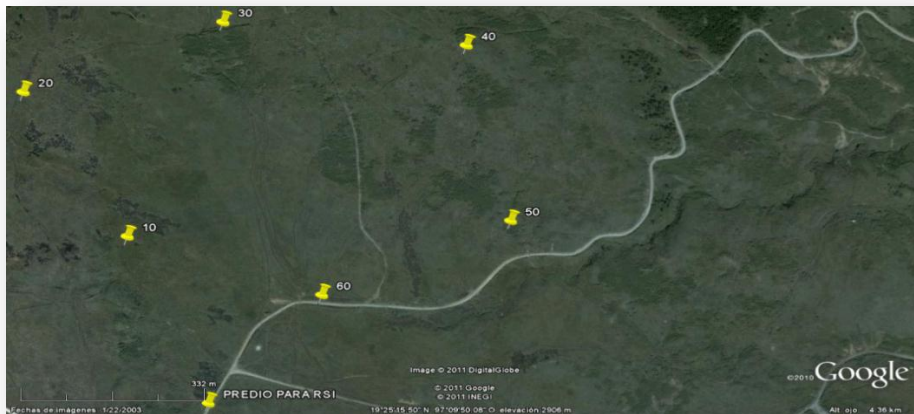 30
40
20
50
10
60
332 m
PREDIO PARA RSI
Image © 2011 DigitalGlobe
© 2011 Google
© 2011 INEGI
©2010 Google
Fechas de imágenes: 1/22/2003
19°25'15.50" N 97°09'50.08" O elevación 2906 m
Alt. ojo 4.36 km